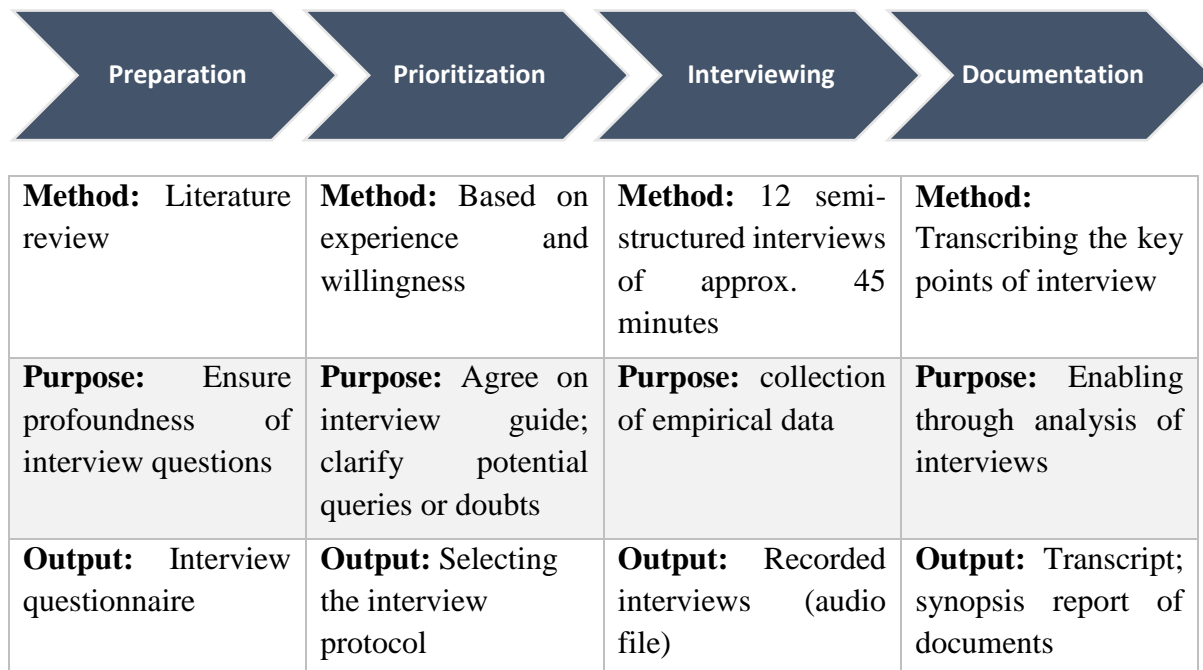 Preparation
Prioritization
Interviewing
Documentation
Method: Literature
review
Method: Based on
experience and
willingness
Method: 12 semi-
structured interviews
of approx. 45
minutes
Method:
Transcribing the key
points of interview
Purpose: Ensure
profoundness of
interview questions
Purpose: Agree on
interview guide;
clarify potential
queries or doubts
Purpose: collection
of empirical data
Purpose: Enabling
through analysis of
interviews
Output: Interview
questionnaire
Output: Selecting
the interview
protocol
Output: Recorded
interviews (audio
file)
Output: Transcript;
synopsis report of
documents